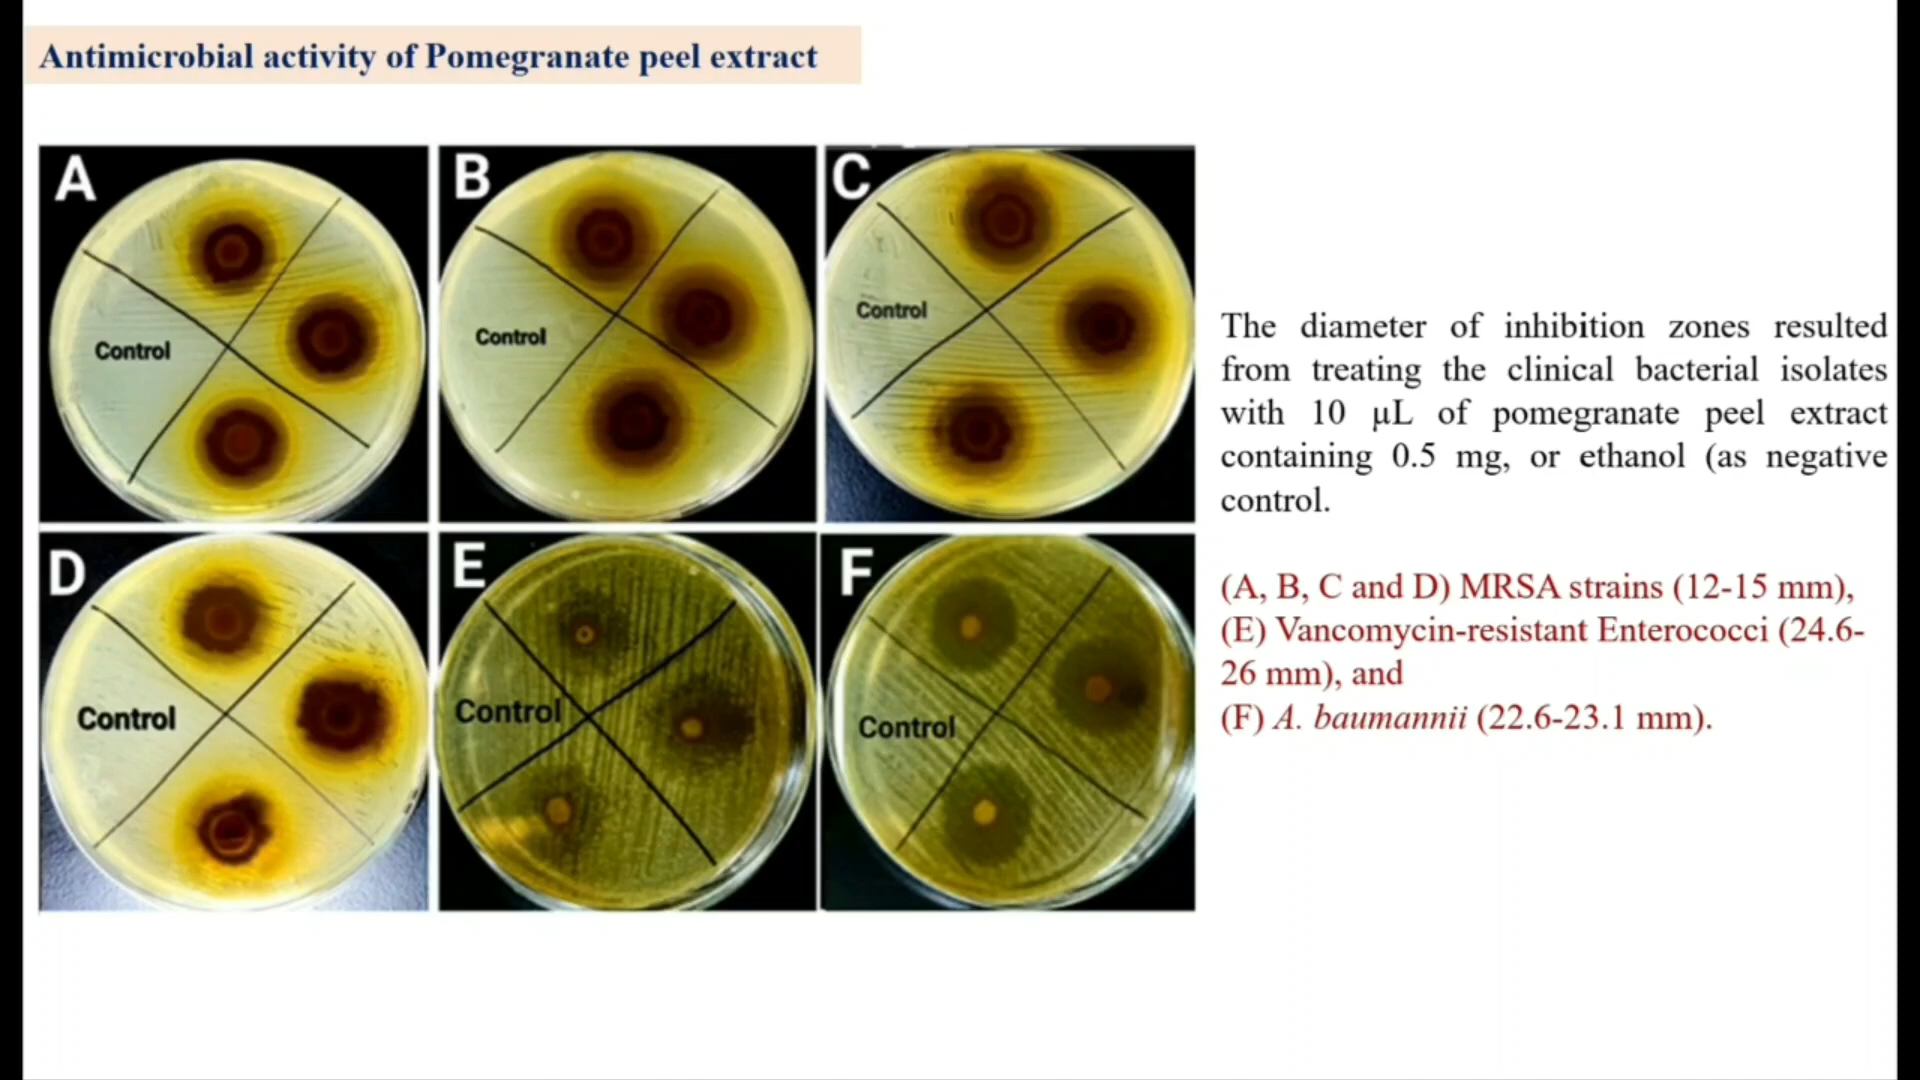 Antimicrobial activity of Pomegranate peel extract
A
B
C
Control
Control
Control
D
E
F
Control
Control
Control
The diameter of inhibition zones resulted
from treating the clinical bacterial isolates
with 10 µL of pomegranate peel extract
containing 0.5 mg, or ethanol (as negative
control.
(A, B, C and D) MRSA strains (12-15 mm),
(E) Vancomycin-resistant Enterococci (24.6-
26 mm), and
(F) A. baumannii (22.6-23.1 mm).